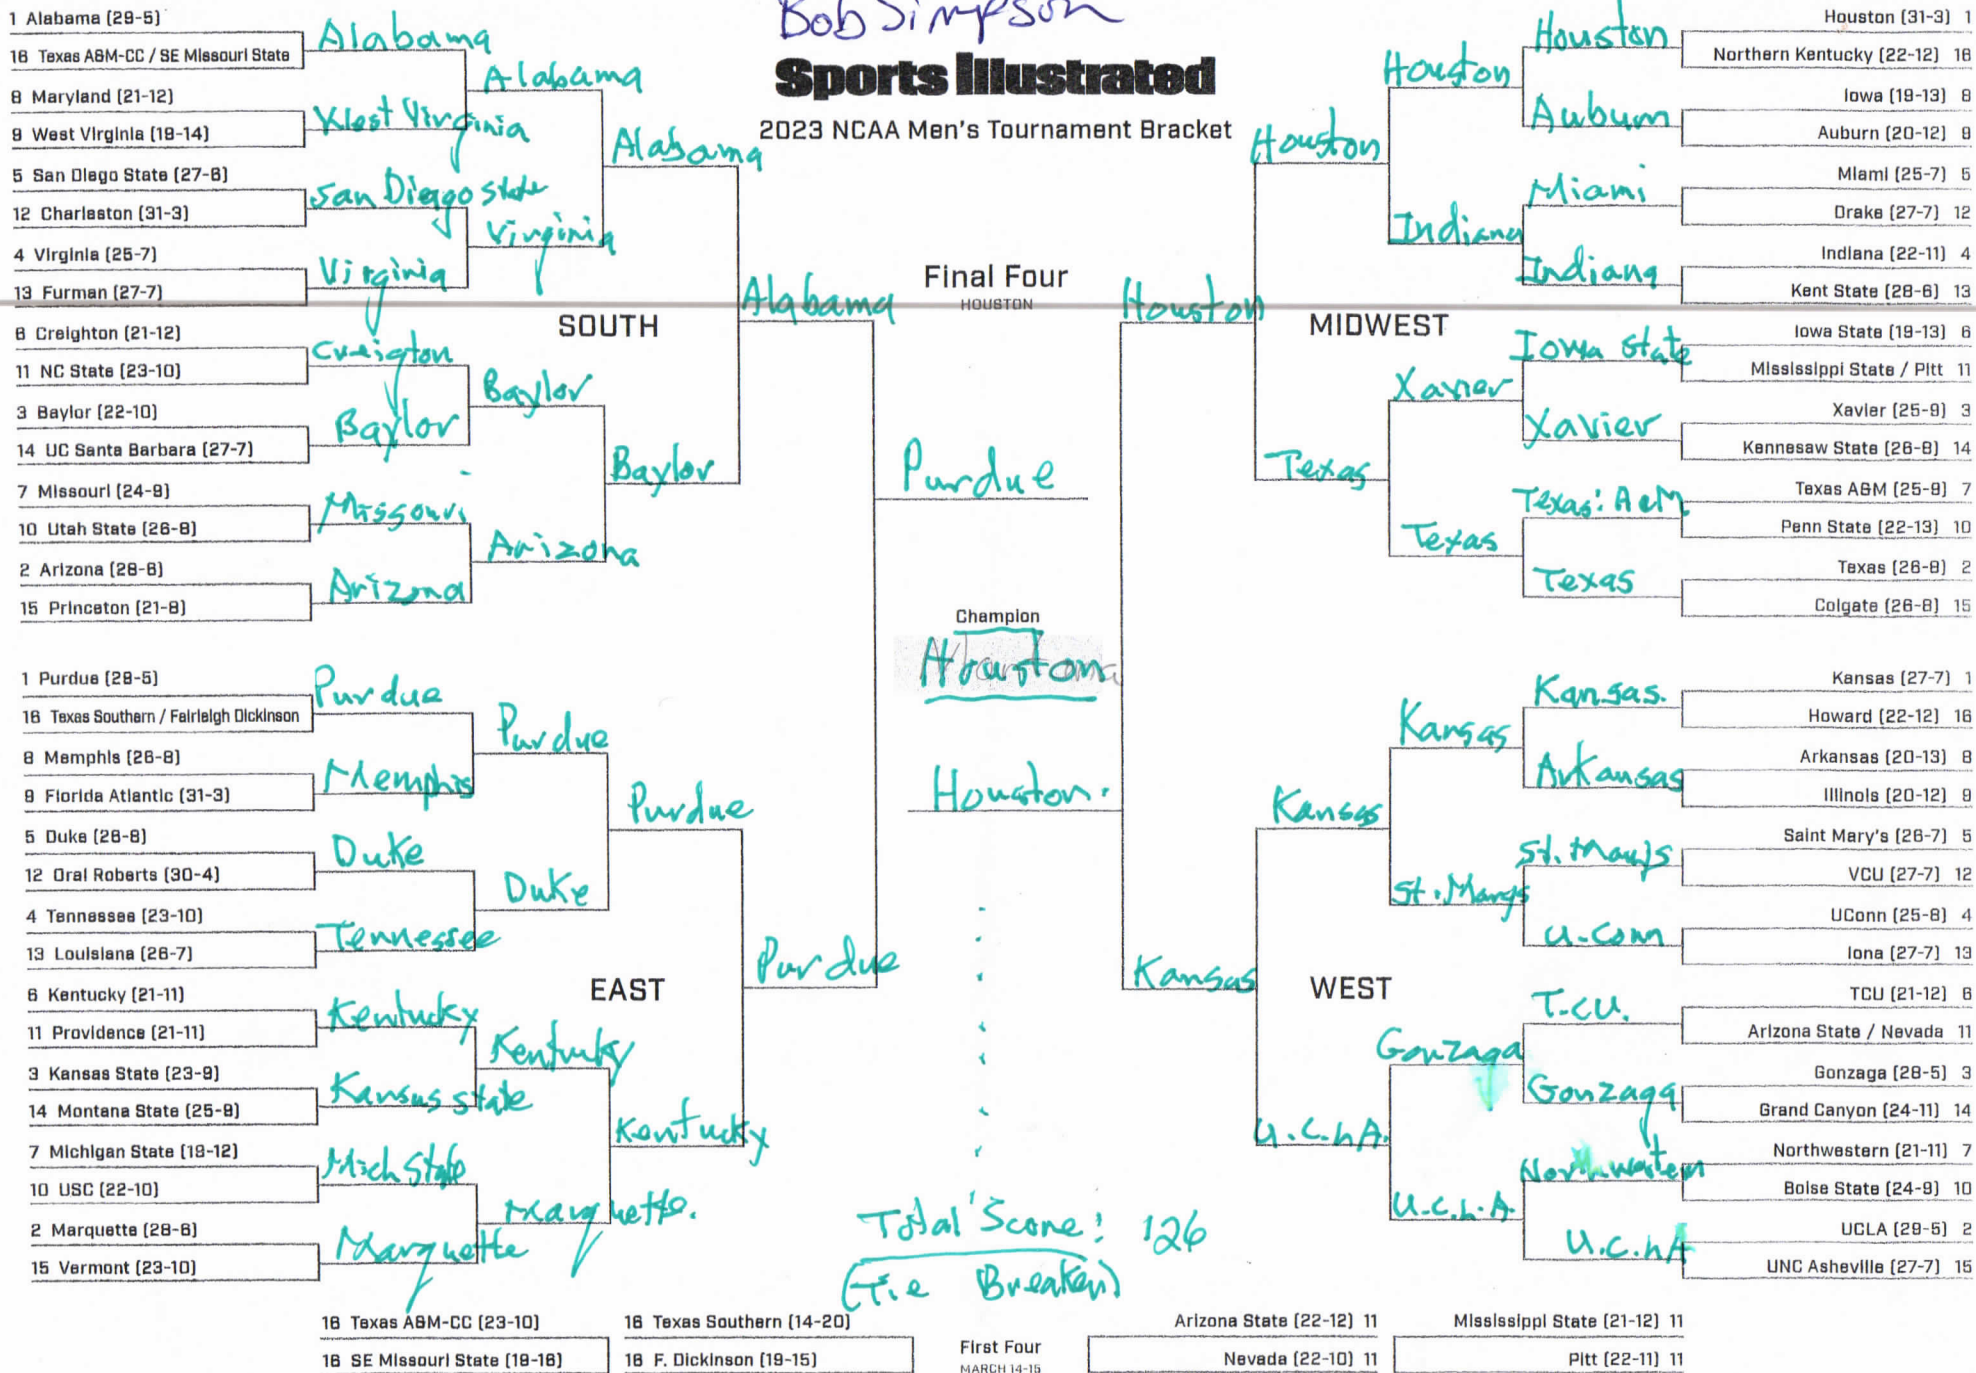 Bob Simpson
Sports Illustrated
2023 NCAA Men's Tournament Bracket
1 Alabama (29-5)
16 Texas A&M-CC / SE Missouri State
8 Maryland (21-12)
9 West Virginia (19-14)
5 San Diego State (27-6)
12 Charleston (31-3)
4 Virginia (25-7)
13 Furman (27-7)
6 Creighton (21-12)
11 NC State (23-10)
3 Baylor (22-10)
14 UC Santa Barbara (27-7)
7 Missouri (24-9)
10 Utah State (26-8)
2 Arizona (28-6)
15 Princeton (21-8)
Alabama
West Virginia
San Diego State
Virginia
Creigton
Baylor
Missouri
Arizona
Alabama
Virginia
Baylor
Arizona
Alabama
Baylor
Alabama
SOUTH
1 Purdue (29-5)
16 Texas Southern / Fairleigh Dickinson
8 Memphis (26-8)
9 Florida Atlantic (31-3)
5 Duke (26-8)
12 Oral Roberts (30-4)
4 Tennessee (23-10)
13 Louisiana (26-7)
6 Kentucky (21-11)
11 Providence (21-11)
3 Kansas State (23-9)
14 Montana State (25-9)
7 Michigan State (19-12)
10 USC (22-10)
2 Marquette (28-6)
15 Vermont (23-10)
Purdue
Memphis
Duke
Tennessee
Kentucky
Kansus state
Mich State
Marquette
Purdue
Duke
Kentuky
Marquette.
Purdue
Kentucky
Purdue
EAST
Final Four
HOUSTON
Purdue
Champion
Houston
Houston.
Total Score: 126
(Tie Breaker)
Houston (31-3) 1
Northern Kentucky (22-12) 16
Iowa (19-13) 8
Auburn (20-12) 9
Miami (25-7) 5
Drake (27-7) 12
Indiana (22-11) 4
Kent State (28-6) 13
Iowa State (19-13) 6
Mississippi State / Pitt 11
Xavier (25-9) 3
Kennesaw State (26-8) 14
Texas A&M (25-9) 7
Penn State (22-13) 10
Texas (26-8) 2
Colgate (26-8) 15
Houston
Auburn
Miami
Indiana
Iowa State
Xavier
Texas A&M
Texas
Houston
Indiana
Xavier
Texas
Houston
Texas
Houston
MIDWEST
Kansas (27-7) 1
Howard (22-12) 16
Arkansas (20-13) 8
Illinois (20-12) 9
Saint Mary's (26-7) 5
VCU (27-7) 12
UConn (25-8) 4
Iona (27-7) 13
TCU (21-12) 6
Arizona State / Nevada 11
Gonzaga (28-5) 3
Grand Canyon (24-11) 14
Northwestern (21-11) 7
Boise State (24-9) 10
UCLA (29-5) 2
UNC Asheville (27-7) 15
Kansas.
Arkansas
St. Marys
U-Conn
T-CU.
Gonzaga
Northwestern
U.C.LA
Kansas
St. Marys
Gonzaga
U.C.L.A.
Kansas
U.C.LA.
Kansas
WEST
16 Texas A&M-CC (23-10)
16 SE Missouri State (19-16)
16 Texas Southern (14-20)
16 F. Dickinson (19-15)
First Four
MARCH 14-15
Arizona State (22-12) 11
Nevada (22-10) 11
Mississippi State (21-12) 11
Pitt (22-11) 11